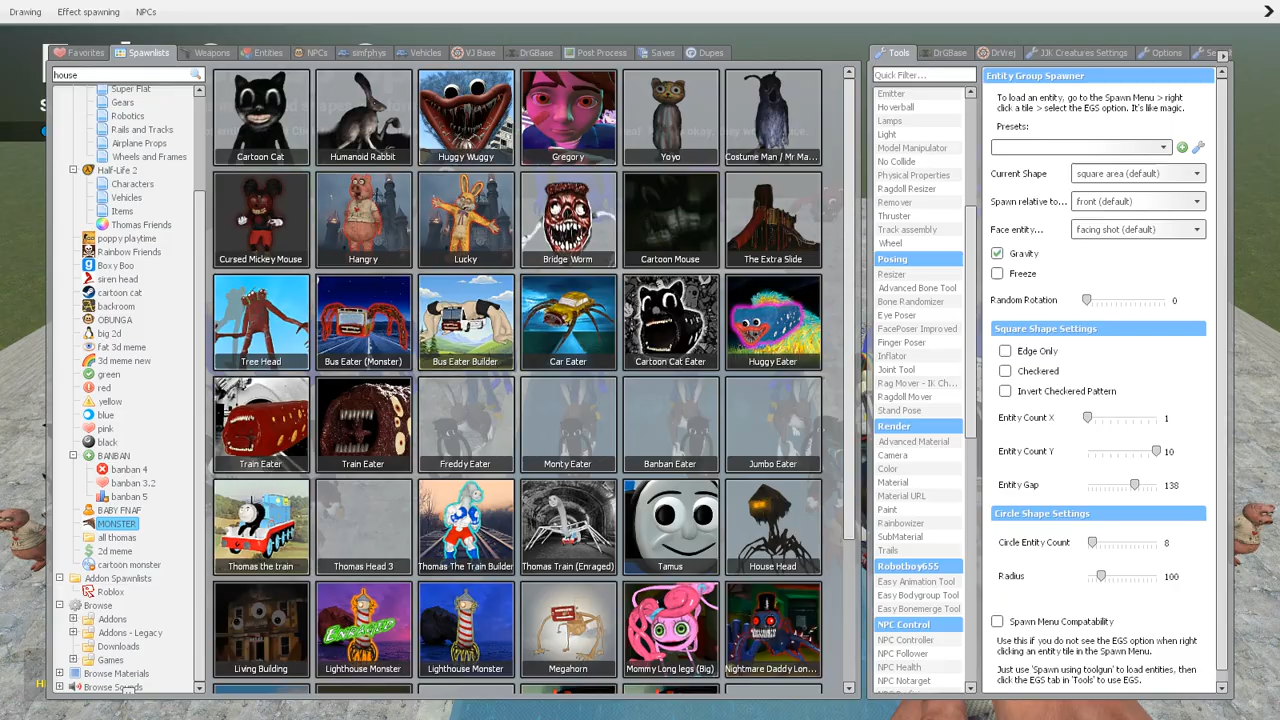 Drawing Effect spawning NPCs
Favorites Spawnlists Weapons Entities NPCs simfphys Vehicles VJ Base DrGBase Post Process Saves Dupes
house
Super Flat
Gears
Robotics
Rails and Tracks
Airplane Props
Wheels and Frames
Half-Life 2
Characters
Vehicles
Items
Thomas Friends
poppy playtime
Rainbow Friends
Boxy Boo
siren head
cartoon cat
backroom
OBUNGA
big 2d
fat 3d meme
3d meme new
green
red
yellow
blue
pink
black
BANBAN
banban 4
banban 3.2
banban 5
BABY FNAF
MONSTER
all thomas
2d meme
cartoon monster
Addon Spawnlists
Roblox
Browse
Addons
Addons - Legacy
Downloads
Games
Browse Materials
Browse Sounds
Cartoon Cat Humanoid Rabbit Huggy Wuggy Gregory Yoyo Costume Man / Mr Ma...
Cursed Mickey Mouse Hangry Lucky Bridge Worm Cartoon Mouse The Extra Slide
Tree Head Bus Eater (Monster) Bus Eater Builder Car Eater Cartoon Cat Eater Huggy Eater
Train Eater Train Eater Freddy Eater Monty Eater Banban Eater Jumbo Eater
Thomas the train Thomas Head 3 Thomas The Train Builder Thomas Train (Enraged) Tamus House Head
ENRAGED
Living Building Lighthouse Monster Lighthouse Monster Megahorn Mommy Long legs (Big) Nightmare Daddy Lon...
Tools DrGBase DrVrej JJK Creatures Settings Options Se
Quick Filter...
Emitter
Hoverball
Lamps
Light
Model Manipulator
No Collide
Physical Properties
Ragdoll Resizer
Remover
Thruster
Track assembly
Wheel
Posing
Resizer
Advanced Bone Tool
Bone Randomizer
Eye Poser
FacePoser Improved
Finger Poser
Inflator
Joint Tool
Rag Mover - IK Ch...
Ragdoll Mover
Stand Pose
Render
Advanced Material
Camera
Color
Material
Material URL
Paint
Rainbowizer
SubMaterial
Trails
Robotboy655
Easy Animation Tool
Easy Bodygroup Tool
Easy Bonemerge Tool
NPC Control
NPC Controller
NPC Follower
NPC Health
NPC Notarget
Entity Group Spawner
To load an entity, go to the Spawn Menu > right
click a tile > select the EGS option. It's like magic.
Presets:
Current Shape square area (default)
Spawn relative to... front (default)
Face entity... facing shot (default)
Gravity
Freeze
Random Rotation 0
Square Shape Settings
Edge Only
Checkered
Invert Checkered Pattern
Entity Count X 1
Entity Count Y 10
Entity Gap 138
Circle Shape Settings
Circle Entity Count 8
Radius 100
Spawn Menu Compatability
Use this if you do not see the EGS option when right
clicking an entity tile in the Spawn Menu.
Just use 'Spawn using toolgun' to load entities, then
click the EGS tab in 'Tools' to use EGS.